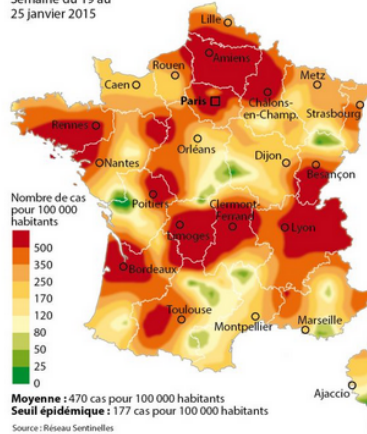 Semaine du 19 au
25 janvier 2015
Lille
Amiens
Rouen
Caen
Metz
Paris
Châlons-
en-Champ.
Strasbourg
Rennes
Orléans
Nantes
Dijon
Besançon
Nombre de cas
pour 100 000
habitants
Poitiers
Clermont-
Ferrand
Limoges
Lyon
500
350
250
170
120
80
50
25
0
Bordeaux
Toulouse
Montpellier
Marseille
Ajaccio
Moyenne : 470 cas pour 100 000 habitants
Seuil épidémique : 177 cas pour 100 000 habitants
Source : Réseau Sentinelles